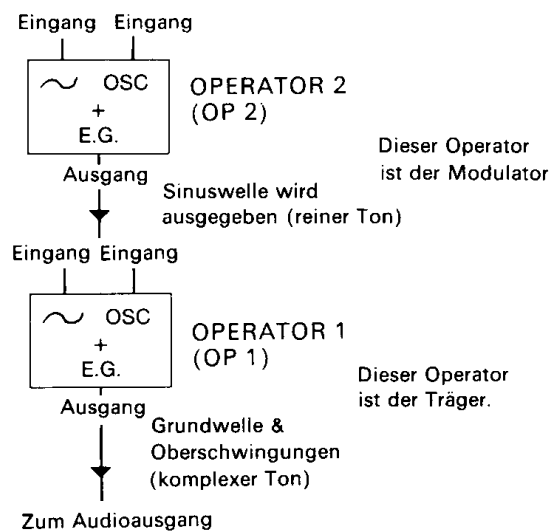 Eingang Eingang
OSC
+
E.G.
OPERATOR 2
(OP 2)
Dieser Operator
ist der Modulator
Ausgang
Sinuswelle wird
ausgegeben (reiner Ton)
Eingang Eingang
OSC
+
E.G.
OPERATOR 1
(OP 1)
Dieser Operator
ist der Träger.
Ausgang
Grundwelle &
Oberschwingungen
(komplexer Ton)
Zum Audioausgang